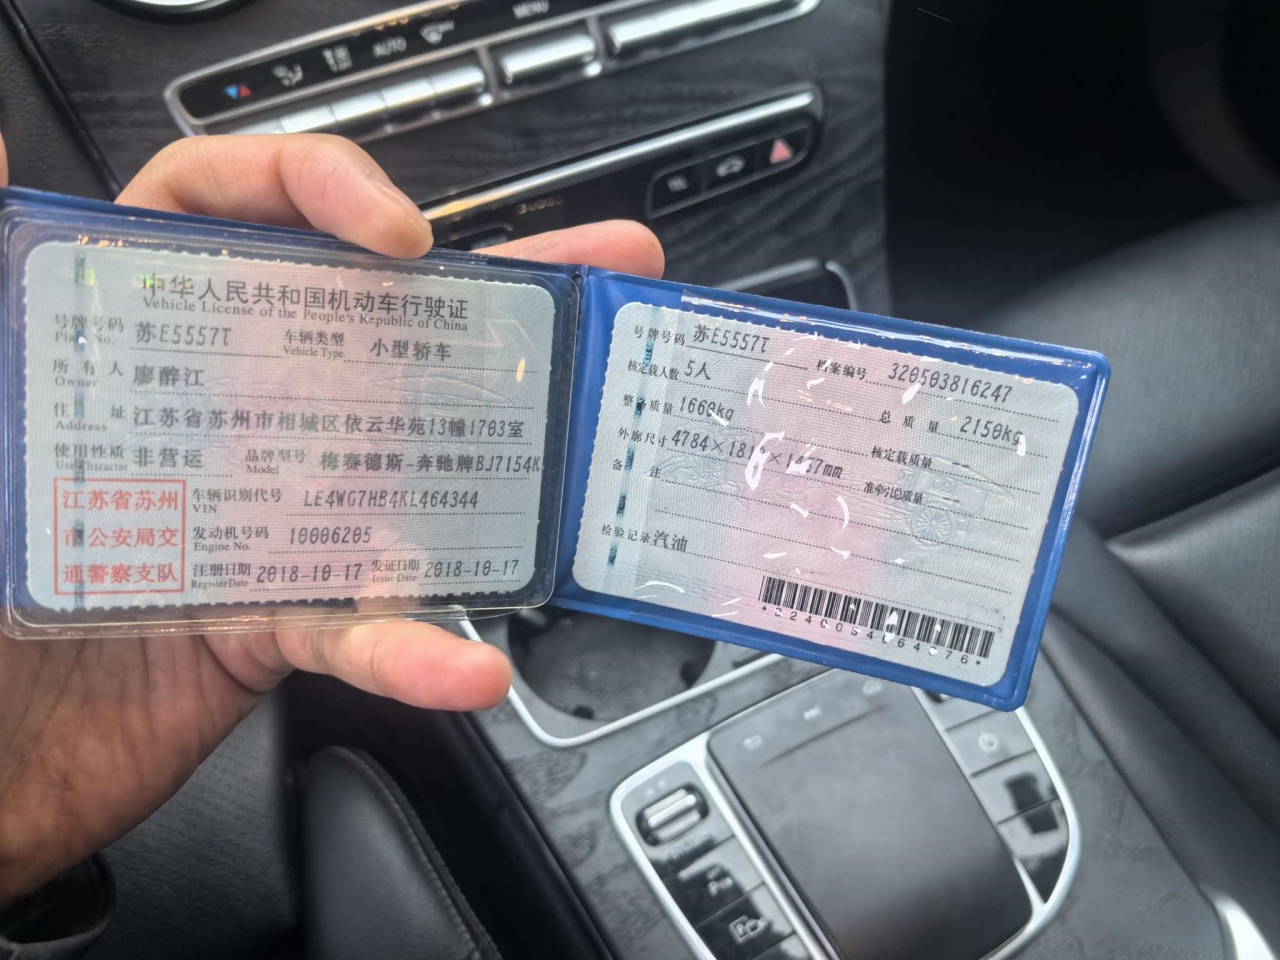 MENU
AUTO
TEL
中华人民共和国机动车行驶证
Vehicle License of the People's Republic of China
号牌号码 苏E5557T 车辆类型 小型轿车
Plate No. Vehicle Type
所有人 廖醉江
Owner
住址 江苏省苏州市相城区依云华苑13幢1703室
Address
使用性质 非营运 品牌型号 梅赛德斯-奔驰牌BJ7154K
Use Character Model
江苏省苏州
市公安局交
通警察支队
车辆识别代号 LE4WG7HB4KL464344
VIN
发动机号码 10006205
Engine No.
注册日期 2018-10-17 发证日期 2018-10-17
Register Date Issue Date
号牌号码 苏E5557T 档案编号 320503816247
核定载人数 5人 总质量 2150kg
整备质量 1660kg 核定载质量 --
外廓尺寸 准牵引总质量 --
备注
检验记录 汽油